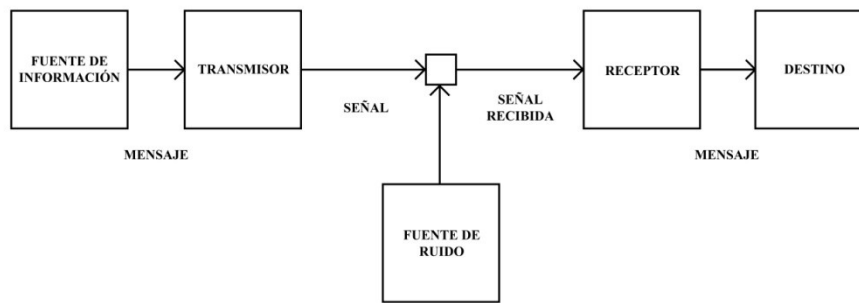 FUENTE DE
INFORMACIÓN
TRANSMISOR
RECEPTOR
DESTINO
SEÑAL
SEÑAL
RECIBIDA
MENSAJE
MENSAJE
FUENTE DE
RUIDO